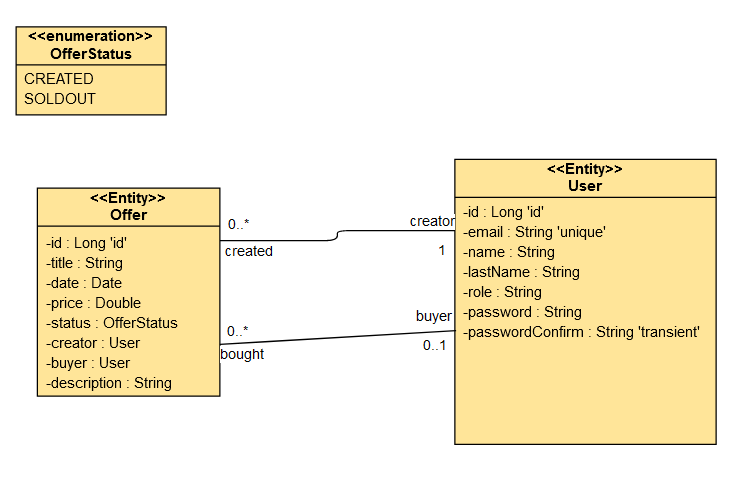 <<enumeration>>
OfferStatus
CREATED
SOLDOUT
<<Entity>>
Offer
-id : Long 'id'
-title : String
-date : Date
-price : Double
-status : OfferStatus
-creator : User
-buyer : User
-description : String
0..*
created
creator
1
0..*
bought
buyer
0..1
<<Entity>>
User
-id : Long 'id'
-email : String 'unique'
-name : String
-lastName : String
-role : String
-password : String
-passwordConfirm : String 'transient'